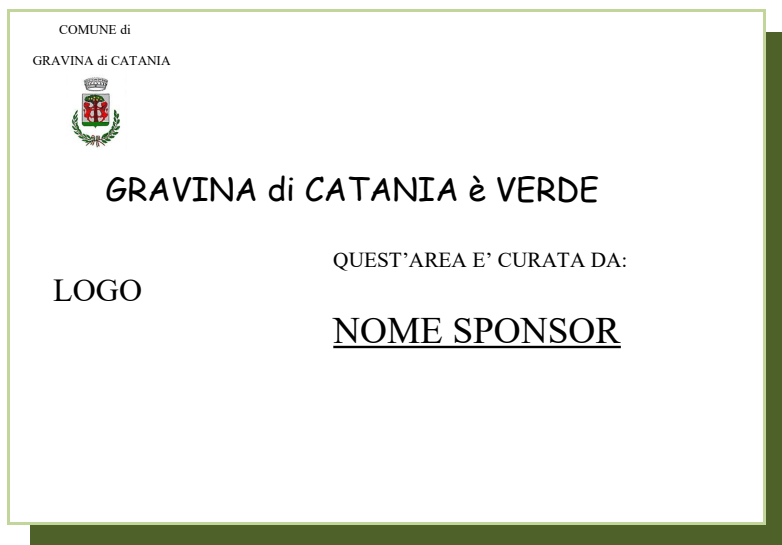 COMUNE di
GRAVINA di CATANIA
GRAVINA di CATANIA è VERDE
QUEST’AREA E’ CURATA DA:
LOGO
NOME SPONSOR